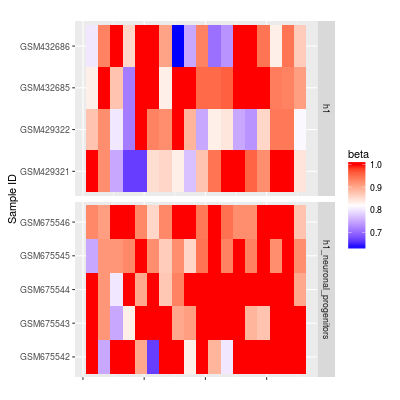 Sample ID
GSM432686
GSM432685
GSM429322
GSM429321
h1
GSM675546
GSM675545
GSM675544
GSM675543
GSM675542
h1_neuronal_progenitors
beta
1.0
0.9
0.8
0.7